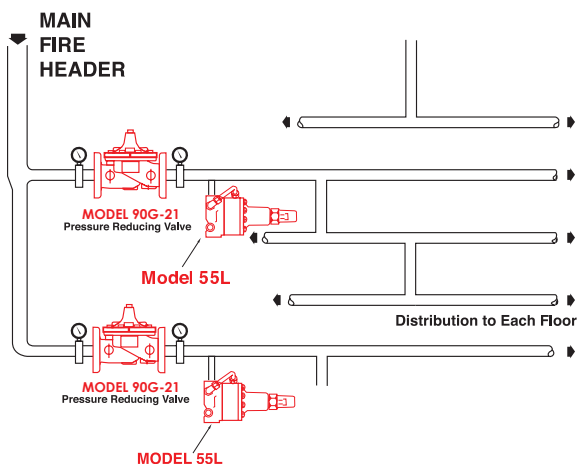 MAIN
FIRE
HEADER
MODEL 90G-21
Pressure Reducing Valve
Model 55L
Distribution to Each Floor
MODEL 90G-21
Pressure Reducing Valve
MODEL 55L